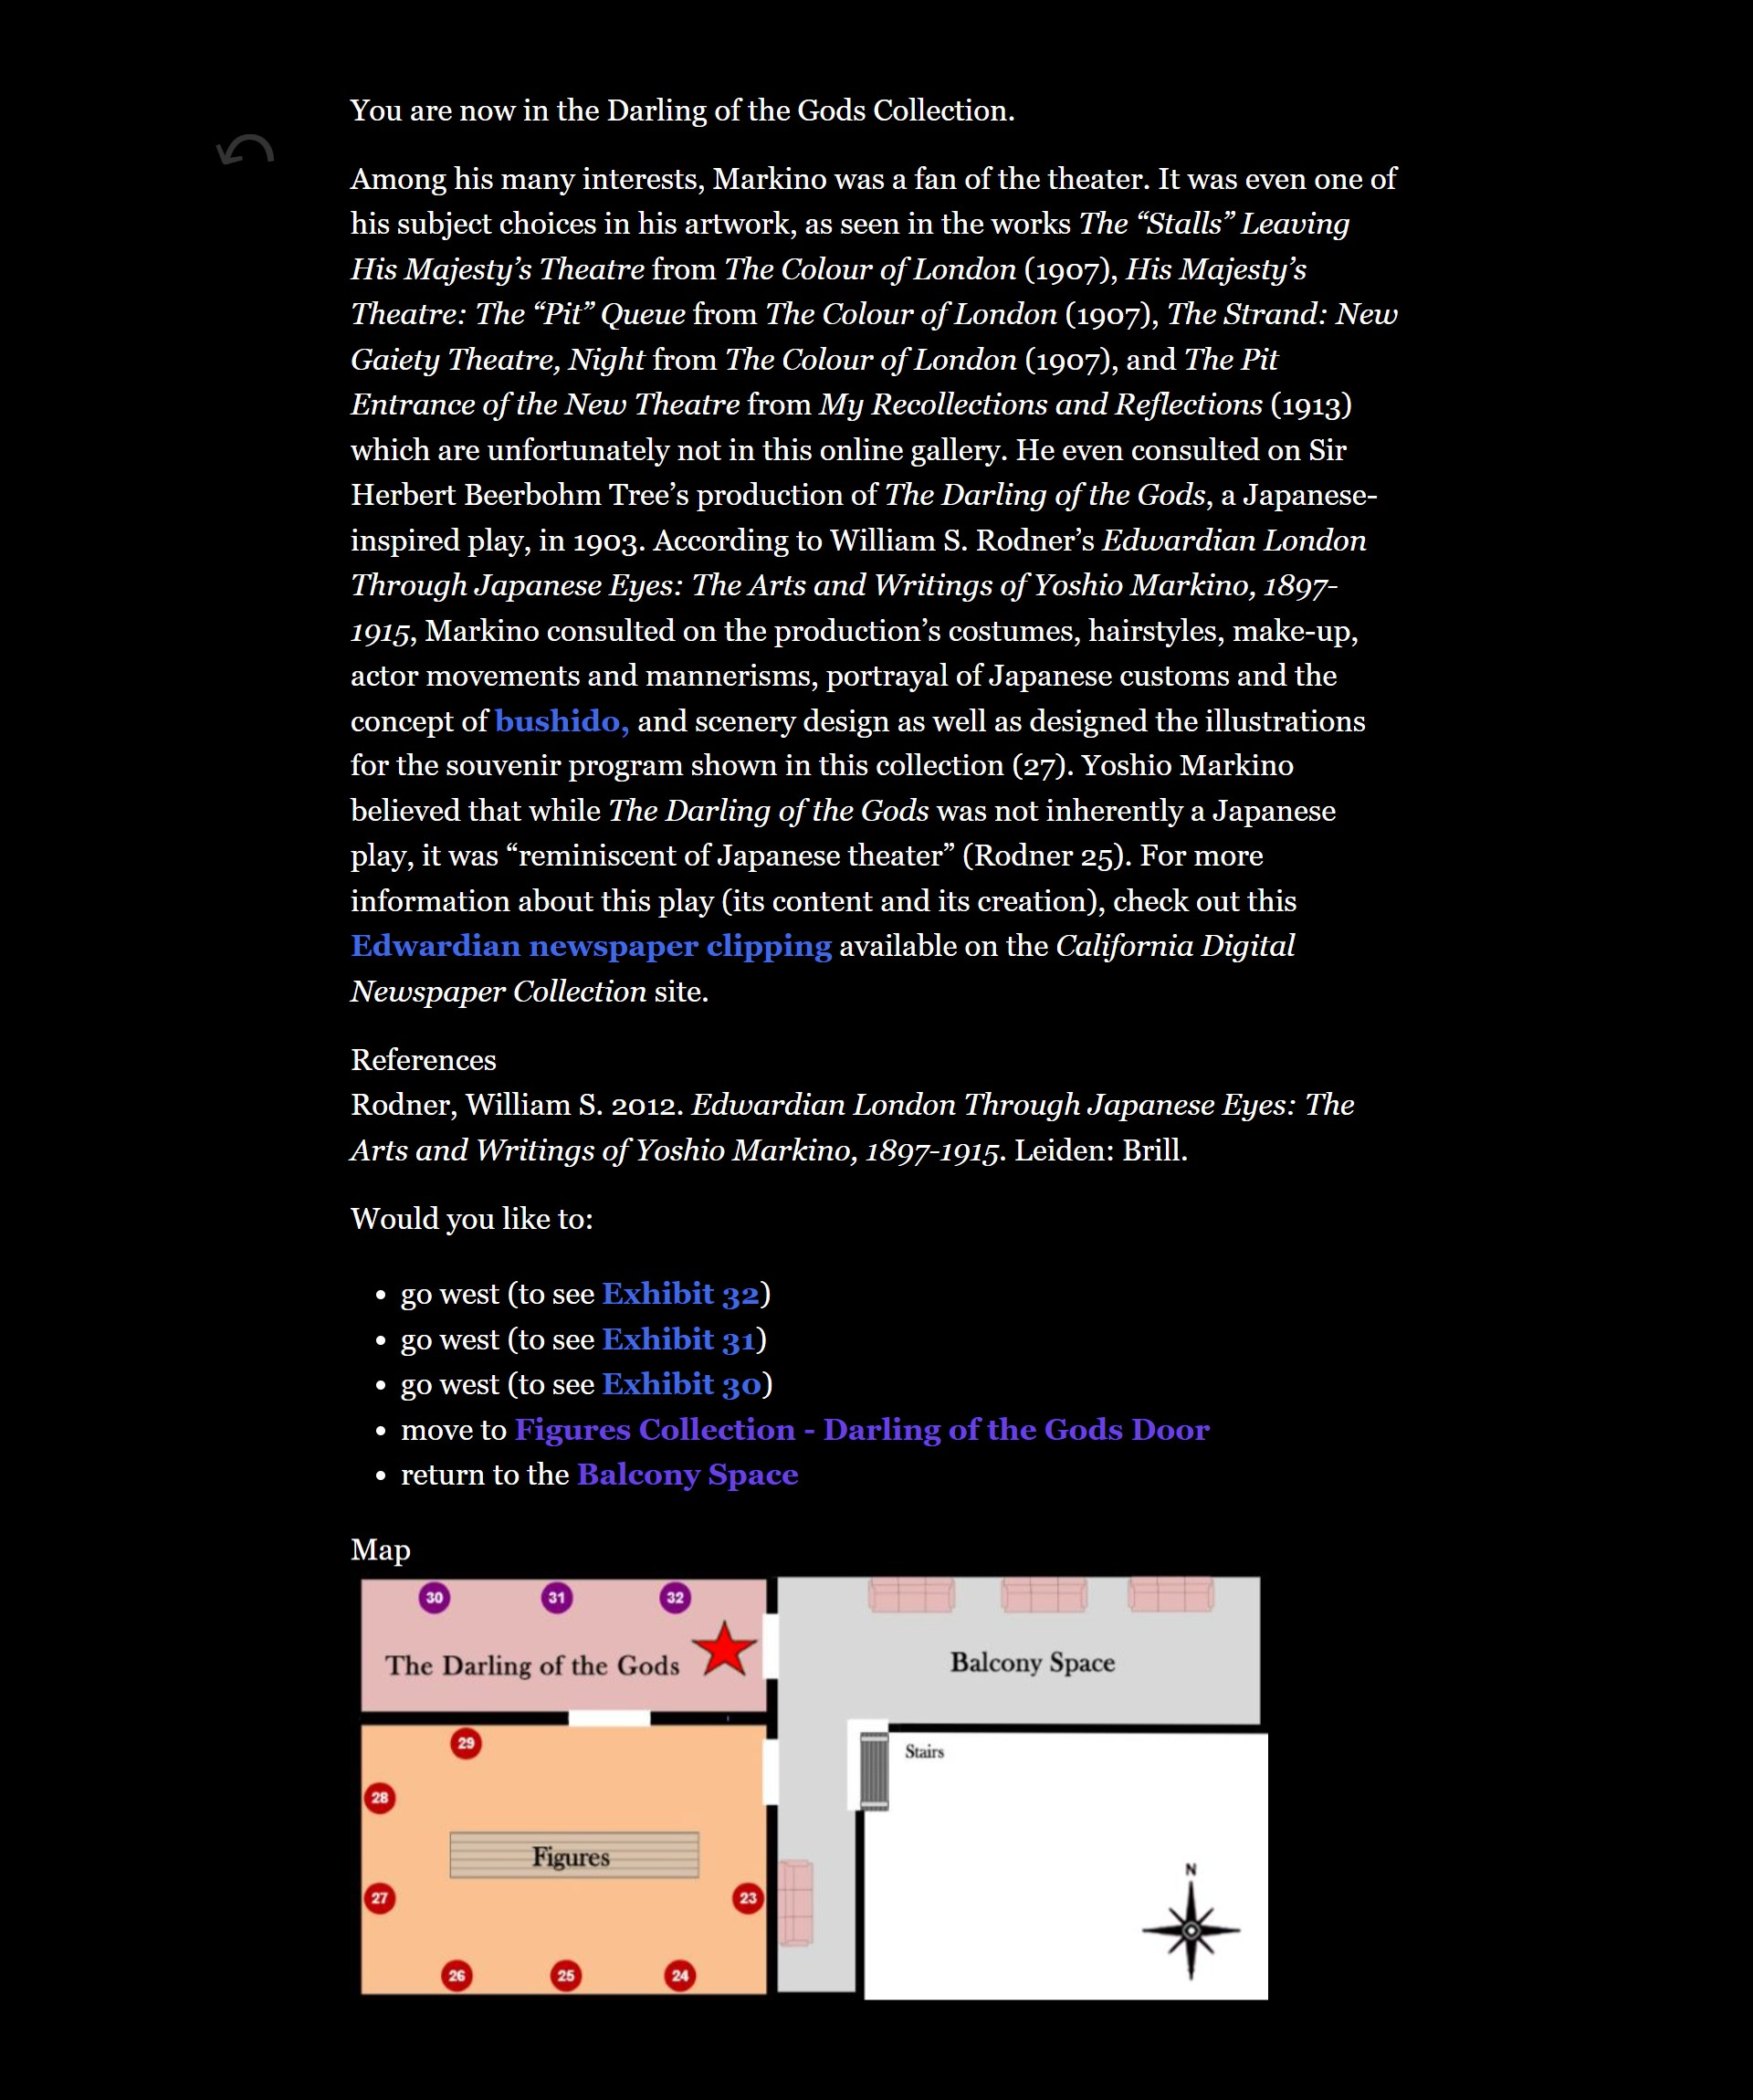 You are now in the Darling of the Gods Collection.
Among his many interests, Markino was a fan of the theater. It was even one of
his subject choices in his artwork, as seen in the works The “Stalls” Leaving
His Majesty’s Theatre from The Colour of London (1907), His Majesty’s
Theatre: The “Pit” Queue from The Colour of London (1907), The Strand: New
Gaiety Theatre, Night from The Colour of London (1907), and The Pit
Entrance of the New Theatre from My Recollections and Reflections (1913)
which are unfortunately not in this online gallery. He even consulted on Sir
Herbert Beerbohm Tree’s production of The Darling of the Gods, a Japanese-
inspired play, in 1903. According to William S. Rodner’s Edwardian London
Through Japanese Eyes: The Arts and Writings of Yoshio Markino, 1897-
1915, Markino consulted on the production’s costumes, hairstyles, make-up,
actor movements and mannerisms, portrayal of Japanese customs and the
concept of bushido, and scenery design as well as designed the illustrations
for the souvenir program shown in this collection (27). Yoshio Markino
believed that while The Darling of the Gods was not inherently a Japanese
play, it was “reminiscent of Japanese theater” (Rodner 25). For more
information about this play (its content and its creation), check out this
Edwardian newspaper clipping available on the California Digital
Newspaper Collection site.
References
Rodner, William S. 2012. Edwardian London Through Japanese Eyes: The
Arts and Writings of Yoshio Markino, 1897-1915. Leiden: Brill.
Would you like to:
• go west (to see Exhibit 32)
• go west (to see Exhibit 31)
• go west (to see Exhibit 30)
• move to Figures Collection - Darling of the Gods Door
• return to the Balcony Space
Map
30 31 32
The Darling of the Gods
Balcony Space
29
Stairs
28
Figures
N
27
23
26 25 24